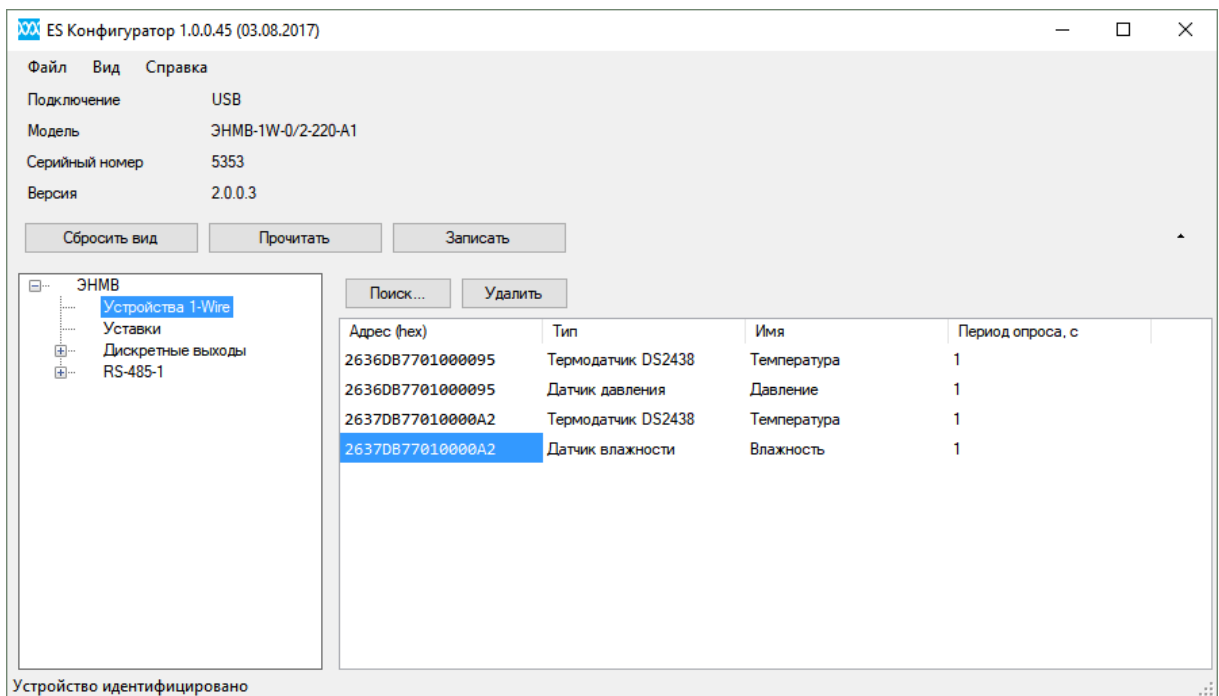 ES Конфигуратор 1.0.0.45 (03.08.2017)
Файл Вид Справка
Подключение USB
Модель ЭНМВ-1W-0/2-220-А1
Серийный номер 5353
Версия 2.0.0.3
Сбросить вид Прочитать Записать
ЭНМВ
Устройства 1-Wire
Уставки
Дискретные выходы
RS-485-1
Поиск... Удалить
Адрес (hex) Тип Имя Период опроса, с
2636DB7701000095 Термодатчик DS2438 Температура 1
2636DB7701000095 Датчик давления Давление 1
2637DB77010000A2 Термодатчик DS2438 Температура 1
2637DB77010000A2 Датчик влажности Влажность 1
Устройство идентифицировано